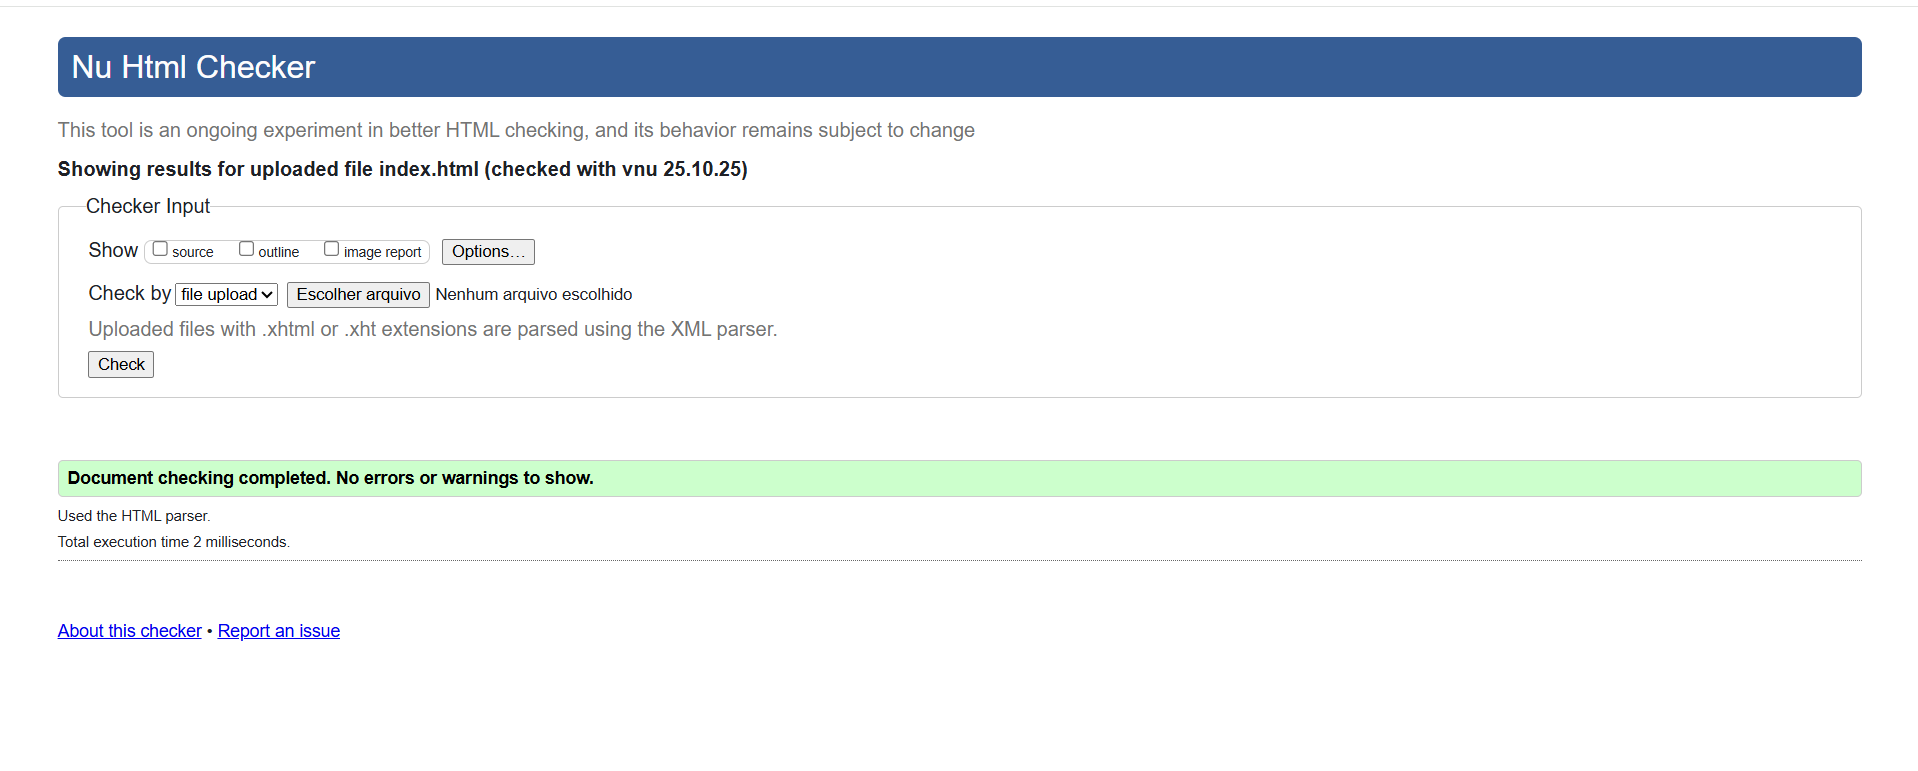 Nu Html Checker
This tool is an ongoing experiment in better HTML checking, and its behavior remains subject to change
Showing results for uploaded file index.html (checked with vnu 25.10.25)
Checker Input
Show source outline image report Options…
Check by file upload Escolher arquivo Nenhum arquivo escolhido
Uploaded files with .xhtml or .xht extensions are parsed using the XML parser.
Check
Document checking completed. No errors or warnings to show.
Used the HTML parser.
Total execution time 2 milliseconds.
About this checker • Report an issue